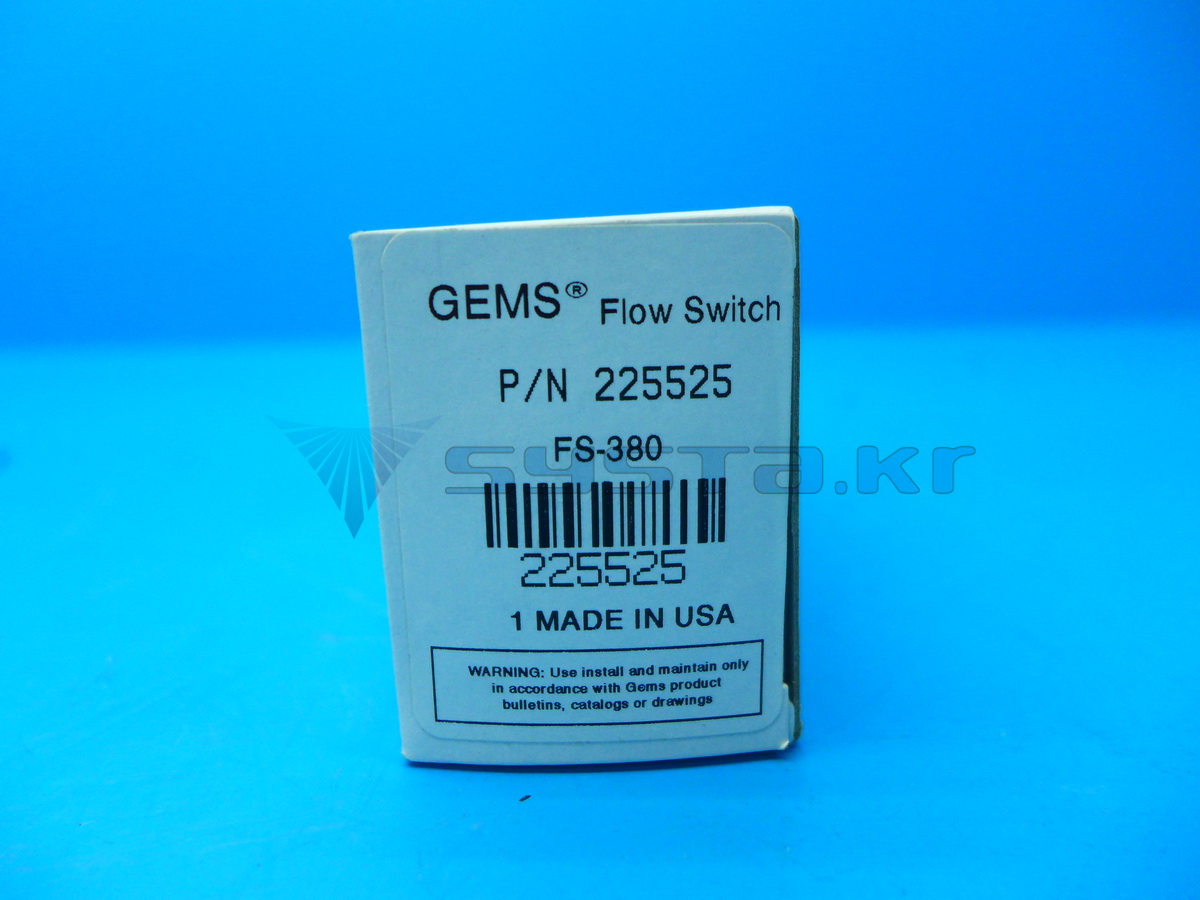 GEMS® Flow Switch
P/N 225525
FS-380
systa.kr
225525
1 MADE IN USA
WARNING: Use install and maintain only
in accordance with Gems product
bulletins, catalogs or drawings